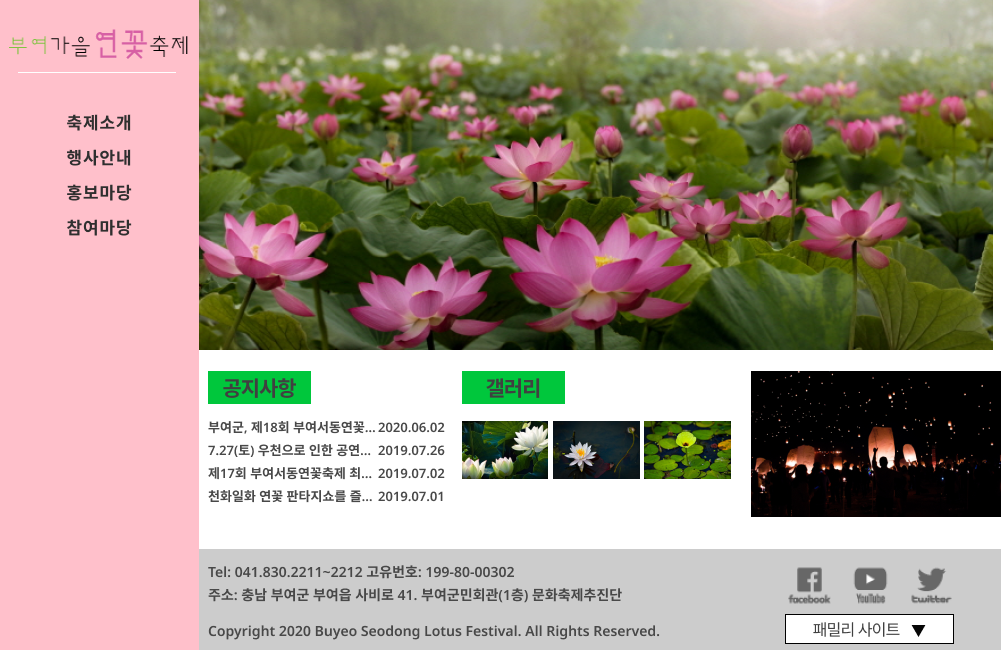 부여가을연꽃축제
축제소개
행사안내
홍보마당
참여마당
공지사항
부여군, 제18회 부여서동연꽃... 2020.06.02
7.27(토) 우천으로 인한 공연... 2019.07.26
제17회 부여서동연꽃축제 최... 2019.07.02
천화일화 연꽃 판타지쇼를 즐... 2019.07.01
갤러리
Tel: 041.830.2211~2212 고유번호: 199-80-00302
주소: 충남 부여군 부여읍 사비로 41. 부여군민회관(1층) 문화축제추진단
Copyright 2020 Buyeo Seodong Lotus Festival. All Rights Reserved.
facebook YouTube twitter
패밀리 사이트 ▼